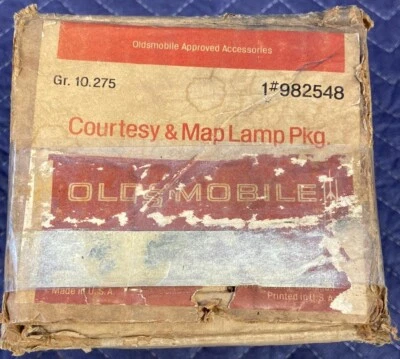 Oldsmobile Approved Accessories
Gr. 10.275 1#982548
Courtesy & Map Lamp Pkg.
OLDSMOBILE
Made in U.S.A Printed in U.S.A